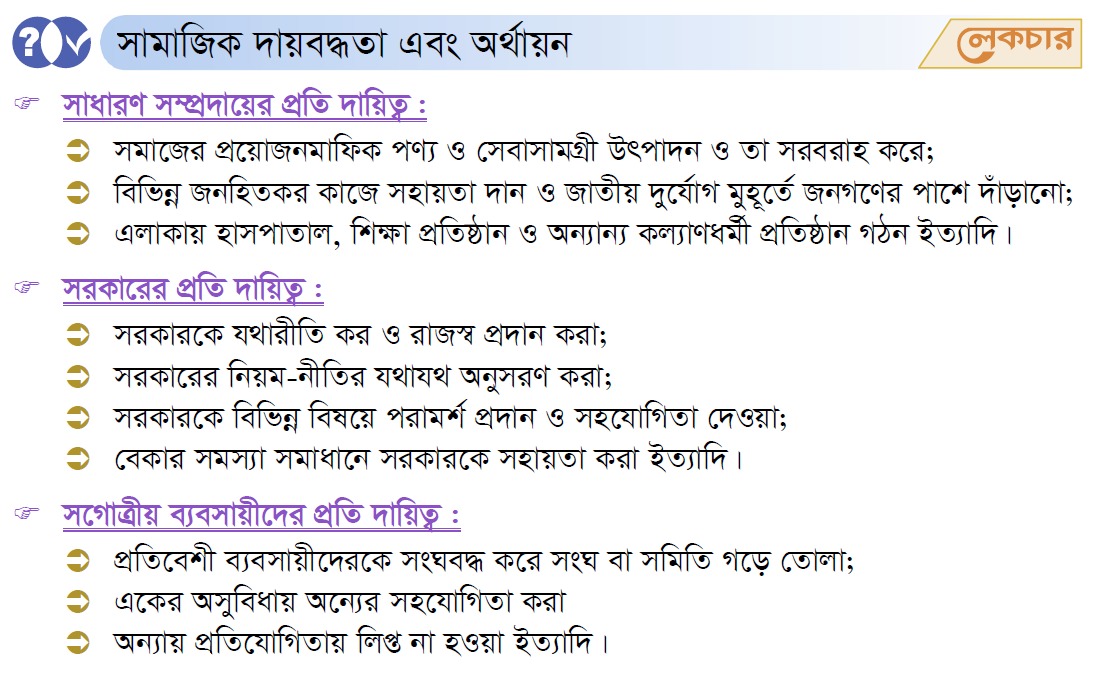 সামাজিক দায়বদ্ধতা এবং অর্থায়ন
লেকচার
সাধারণ সম্প্রদায়ের প্রতি দায়িত্ব :
সমাজের প্রয়োজনমাফিক পণ্য ও সেবাসামগ্রী উৎপাদন ও তা সরবরাহ করে;
বিভিন্ন জনহিতকর কাজে সহায়তা দান ও জাতীয় দুর্যোগ মুহূর্তে জনগণের পাশে দাঁড়ানো;
এলাকায় হাসপাতাল, শিক্ষা প্রতিষ্ঠান ও অন্যান্য কল্যাণধর্মী প্রতিষ্ঠান গঠন ইত্যাদি।
সরকারের প্রতি দায়িত্ব :
সরকারকে যথারীতি কর ও রাজস্ব প্রদান করা;
সরকারের নিয়ম-নীতির যথাযথ অনুসরণ করা;
সরকারকে বিভিন্ন বিষয়ে পরামর্শ প্রদান ও সহযোগিতা দেওয়া;
বেকার সমস্যা সমাধানে সরকারকে সহায়তা করা ইত্যাদি।
সগোত্রীয় ব্যবসায়ীদের প্রতি দায়িত্ব :
প্রতিবেশী ব্যবসায়ীদেরকে সংঘবদ্ধ করে সংঘ বা সমিতি গড়ে তোলা;
একের অসুবিধায় অন্যের সহযোগিতা করা
অন্যায় প্রতিযোগিতায় লিপ্ত না হওয়া ইত্যাদি।